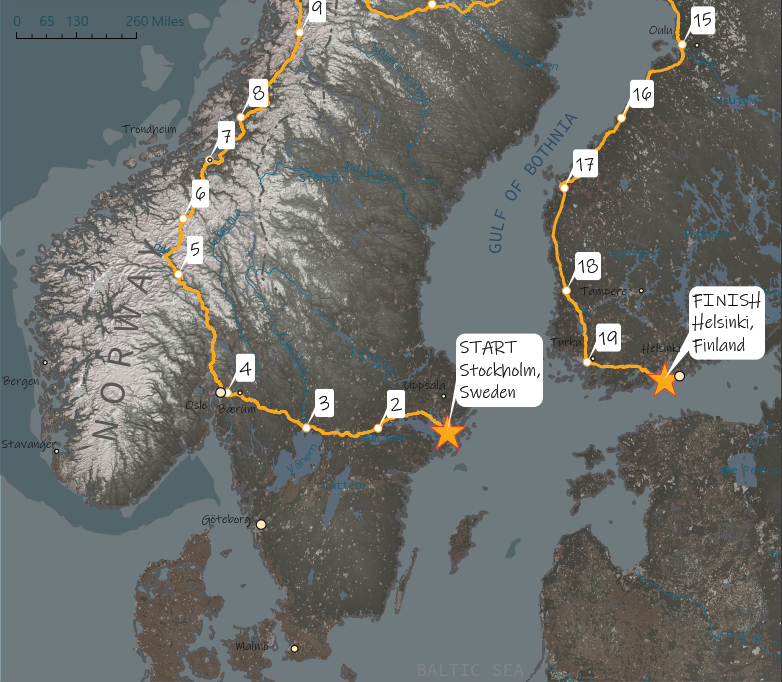 0 65 130 260 Miles
9
15
Oulu
8
16
Trondheim
7
17
GULF OF BOTHNIA
6
5
18
NORWAY
Tampere
FINISH
Helsinki,
Finland
START
Stockholm,
Sweden
19
Turku
Helsinki
Bergen
4
Uppsala
Oslo
Bærum
3
2
Stavanger
Vänern
Vättern
Göteborg
Malmö
BALTIC SEA